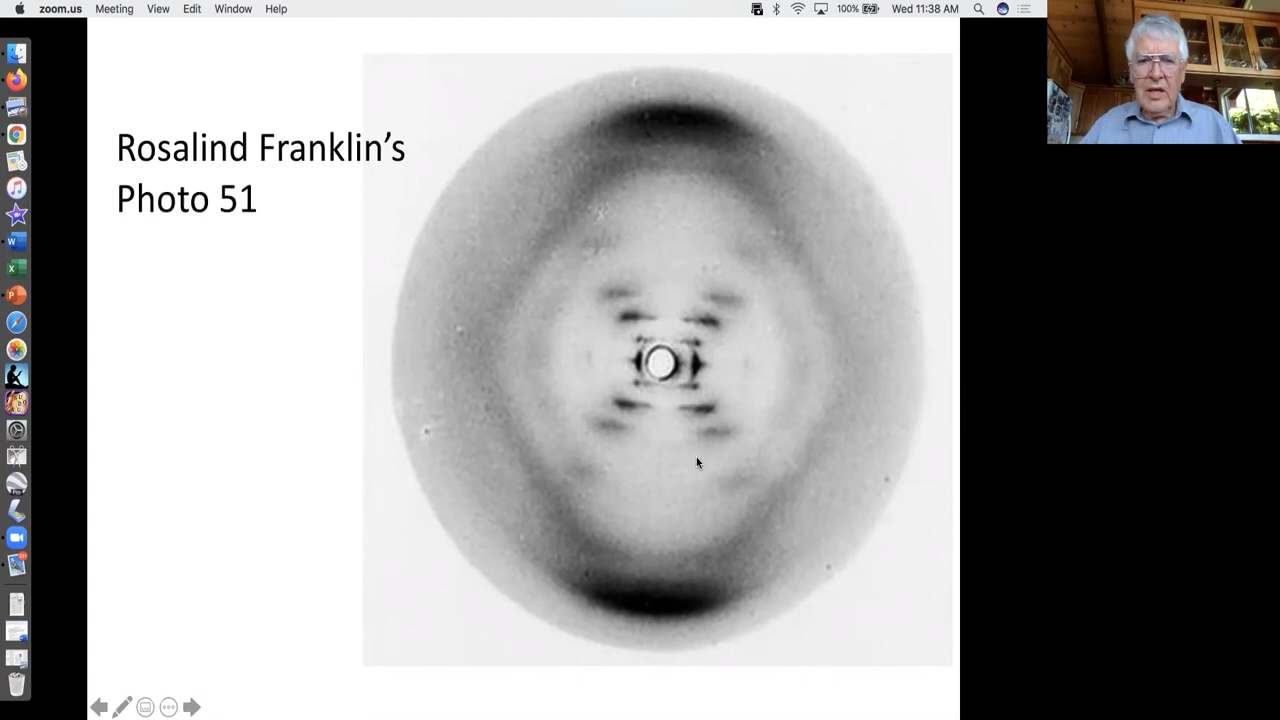 zoom.us Meeting View Edit Window Help 100% Wed 11:38 AM
Rosalind Franklin’s
Photo 51